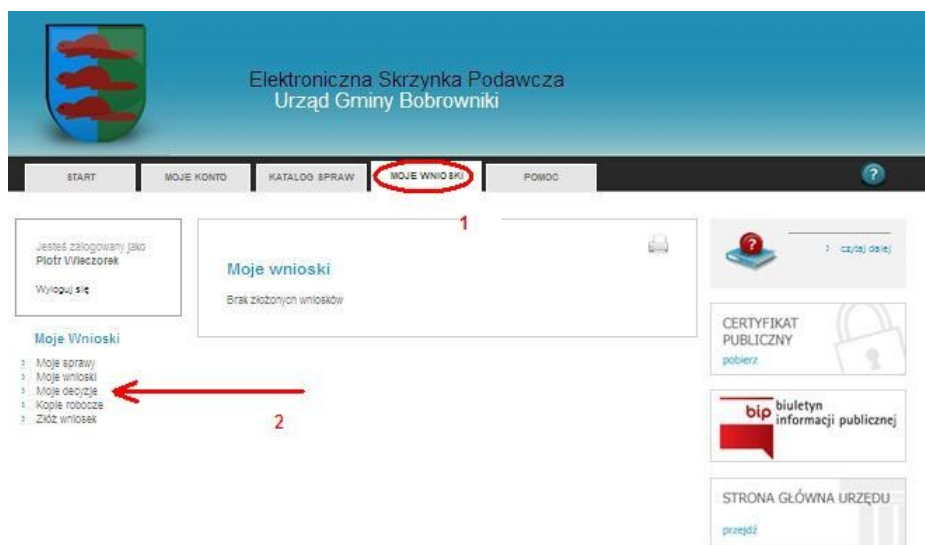 Elektroniczna Skrzynka Podawcza
Urząd Gminy Bobrowniki
START
MOJE KONTO
KATALOG SPRAW
MOJE WNIOSKI
POMOC
?
1
Jesteś zalogowany jako
Piotr Wieczorek
Wyloguj się
Moje wnioski
Brak złożonych wniosków
?
czytaj dalej
Moje Wnioski
Moje sprawy
Moje wnioski
Moje decyzje
Kopie robocze
Złóż wniosek
2
CERTYFIKAT
PUBLICZNY
pobierz
bip biuletyn
informacji publicznej
STRONA GŁÓWNA URZĘDU
przejdź